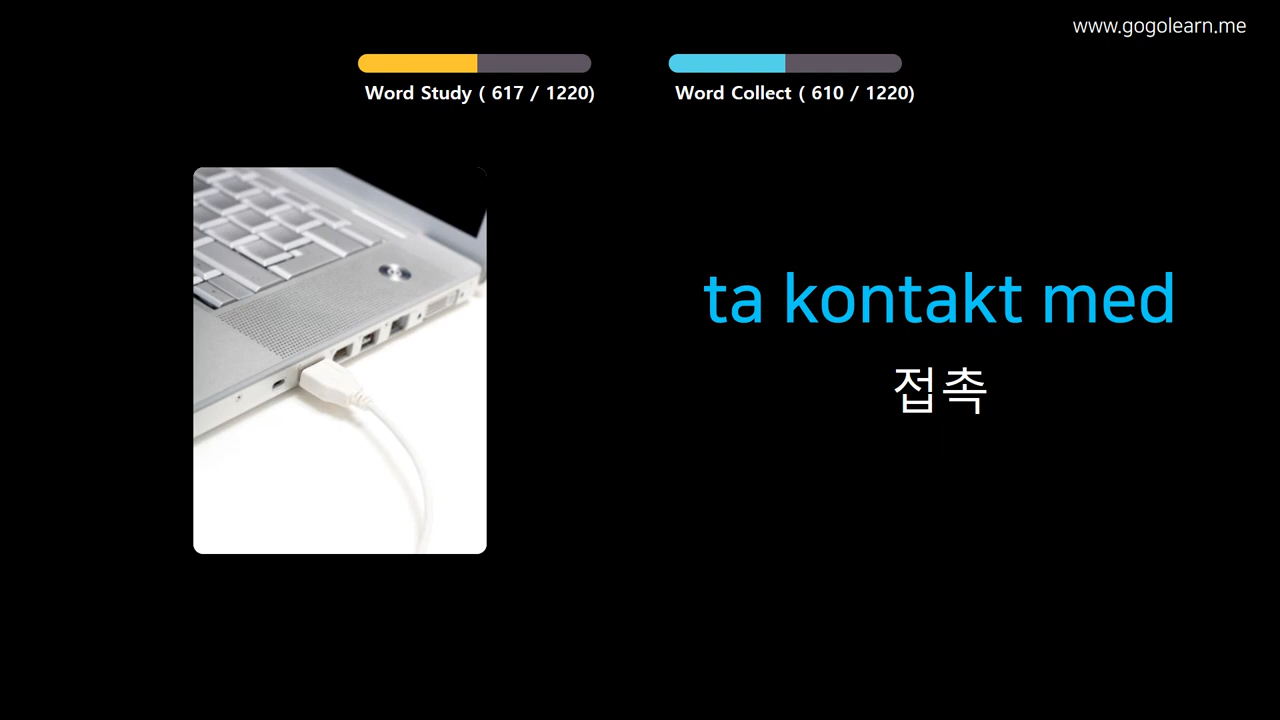 www.gogolearn.me
Word Study ( 617 / 1220)
Word Collect ( 610 / 1220)
ta kontakt med
접촉